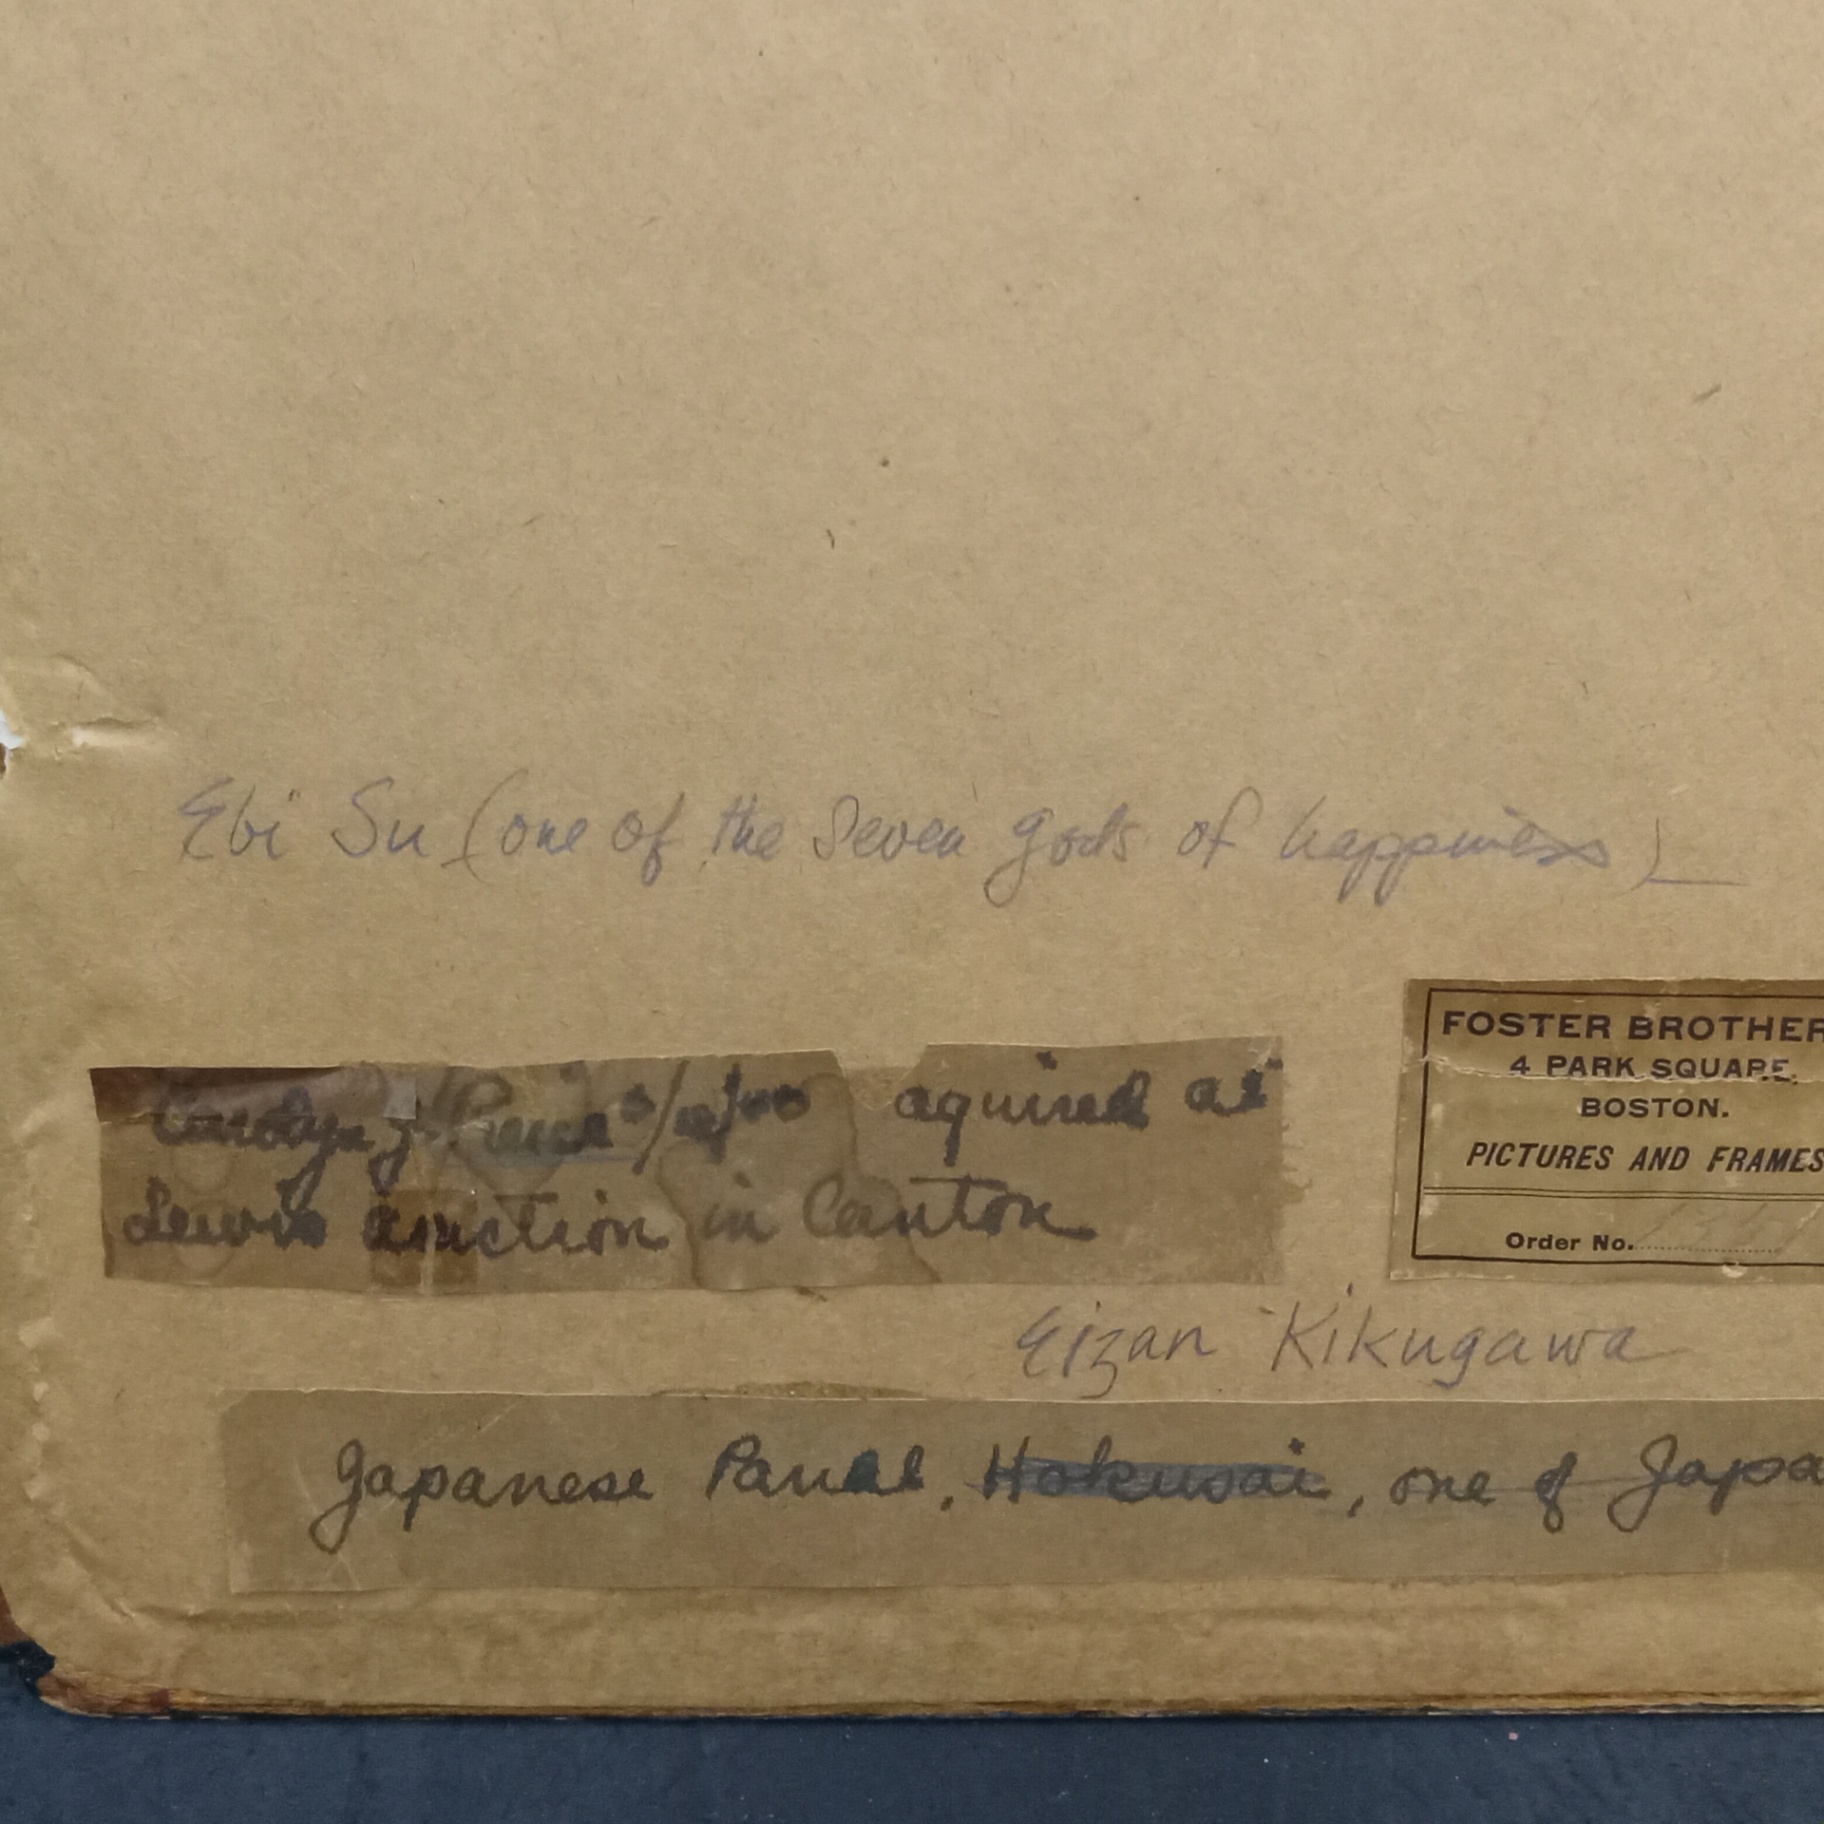 Ebi Su (one of the seven gods of happiness)
aquired at
Lewis auction in Canton
FOSTER BROTHER
4 PARK SQUARE,
BOSTON.
PICTURES AND FRAMES
Order No.
Eizan Kikugawa
Japanese Panel, Hokusai, one of Japa